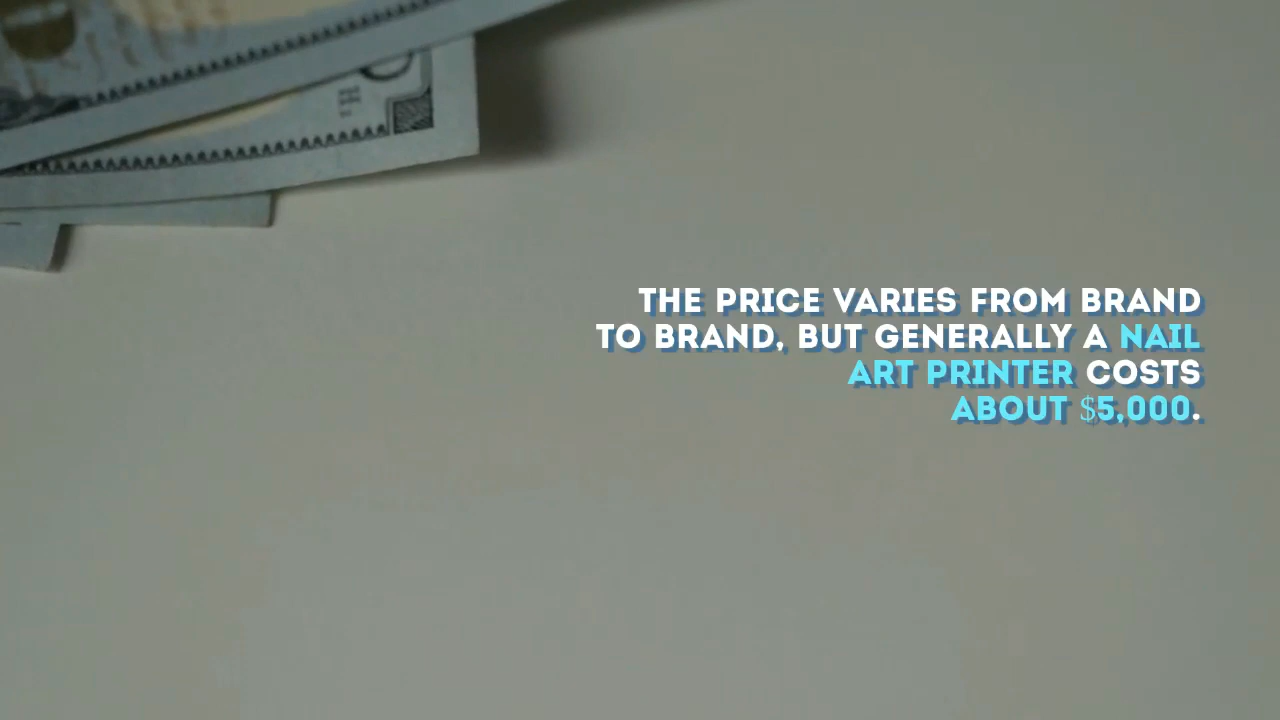 THE PRICE VARIES FROM BRAND
TO BRAND, BUT GENERALLY A NAIL
ART PRINTER COSTS
ABOUT $5,000.